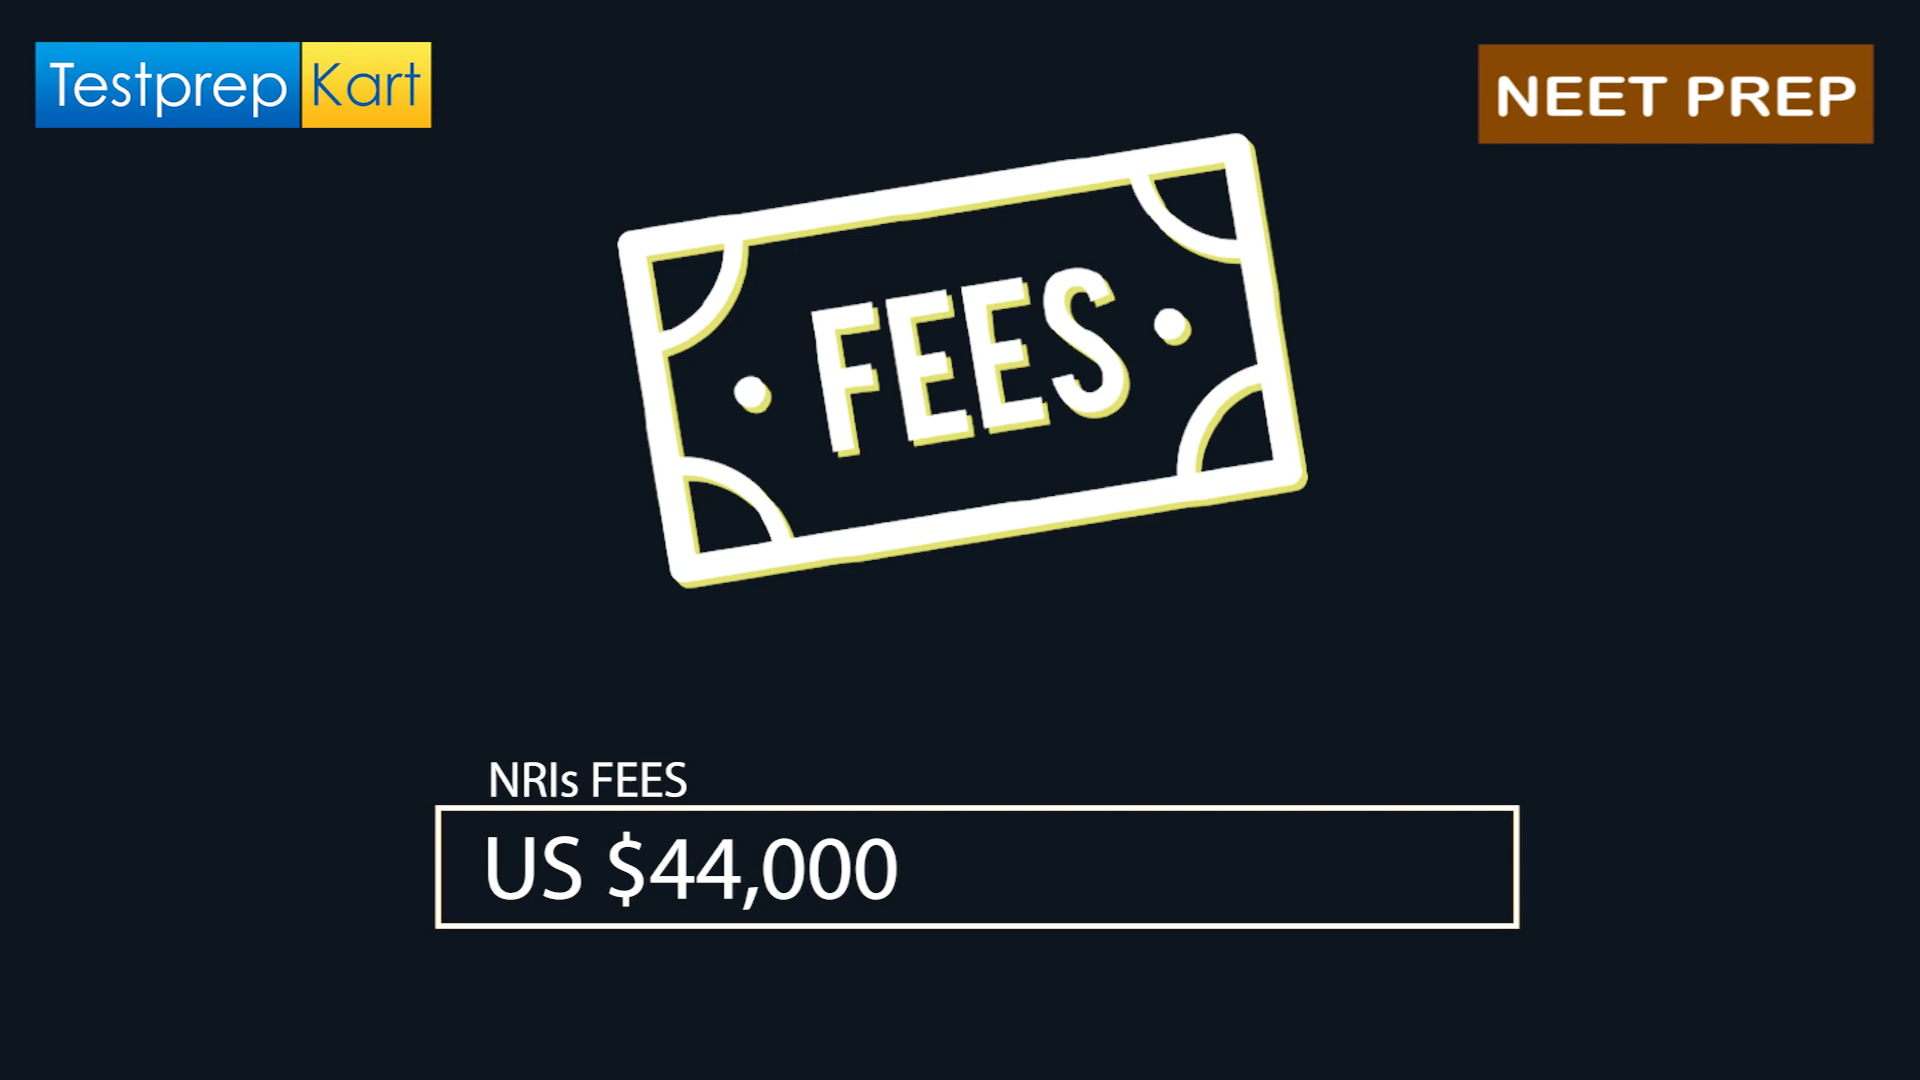 Testprep Kart
NEET PREP
FEES
NRIs FEES
US $44,000